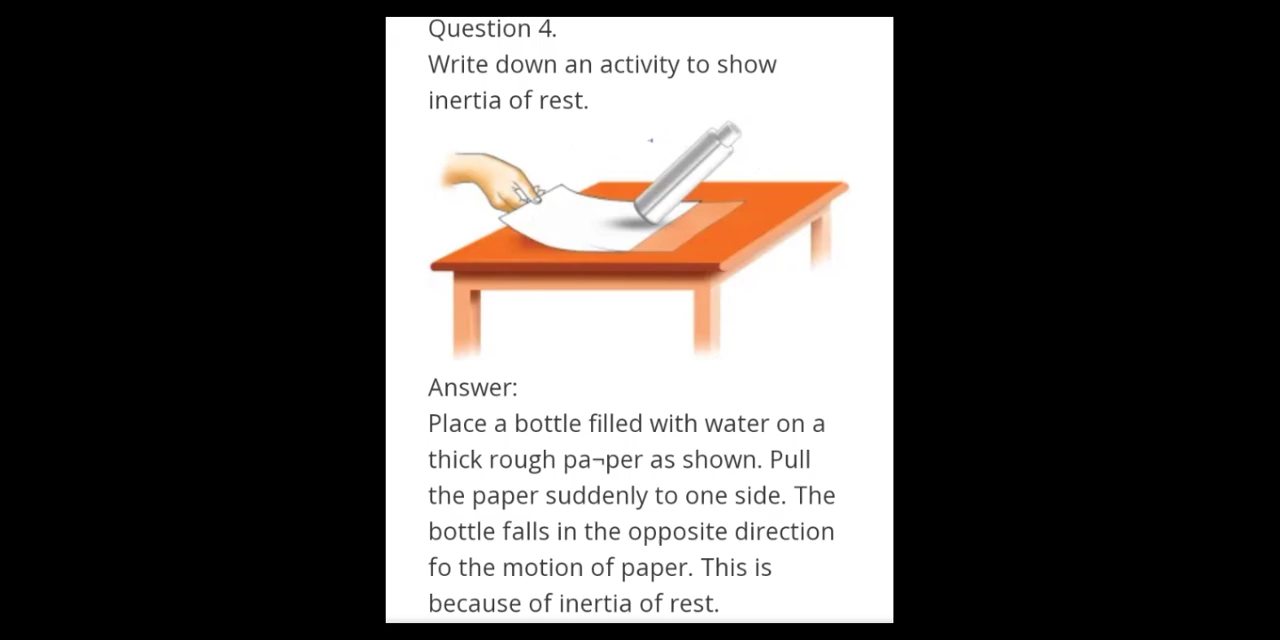 Question 4.
Write down an activity to show
inertia of rest.
Answer:
Place a bottle filled with water on a
thick rough pa¬per as shown. Pull
the paper suddenly to one side. The
bottle falls in the opposite direction
fo the motion of paper. This is
because of inertia of rest.